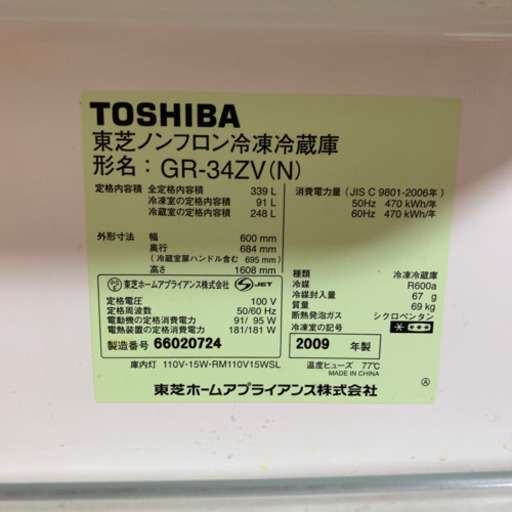 TOSHIBA
東芝ノンフロン冷凍冷蔵庫
形名：GR-34ZV(N)
定格内容積 全定格内容積 339 L
冷凍室の定格内容積 91 L
冷蔵室の定格内容積 248 L
外形寸法 幅 600 mm
奥行 684 mm
(冷蔵室扉ハンドル含む 695 mm)
高さ 1608 mm
東芝ホームアプライアンス株式会社 S JET
定格電圧 100 V
定格周波数 50/60 Hz
電動機の定格消費電力 91/ 95 W
電熱装置の定格消費電力 181/181 W
製造番号 66020724
消費電力量 (JIS C 9801-2006年)
50Hz 470 kWh/年
60Hz 470 kWh/年
種類 冷凍冷蔵庫
冷媒 R600a
冷媒封入量 67 g
質量 69 kg
断熱発泡ガス シクロペンタン
冷凍室の記号
2009 年製
庫内灯 110V-15W-RM110V15WSL
温度ヒューズ 77℃
MADE IN CHINA
東芝ホームアプライアンス株式会社
Ⓐ